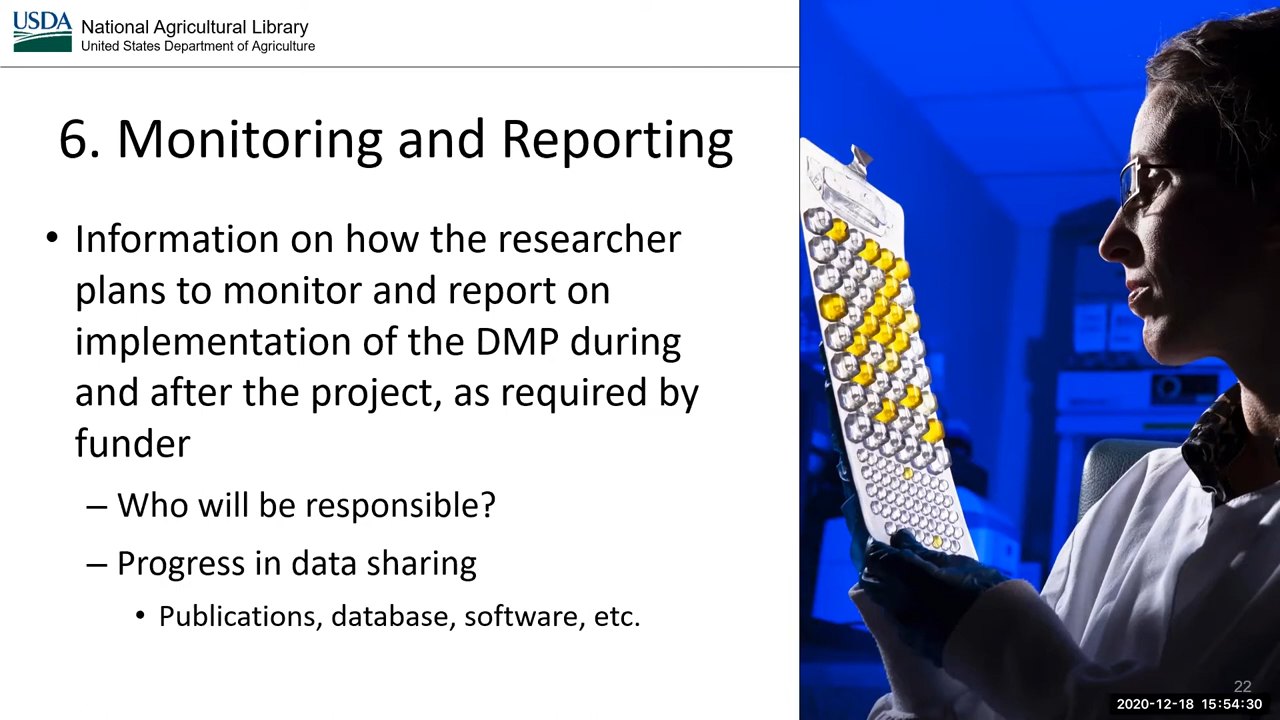 USDA
National Agricultural Library
United States Department of Agriculture
6. Monitoring and Reporting
• Information on how the researcher
plans to monitor and report on
implementation of the DMP during
and after the project, as required by
funder
– Who will be responsible?
– Progress in data sharing
• Publications, database, software, etc.
22
2020-12-18 15:54:30